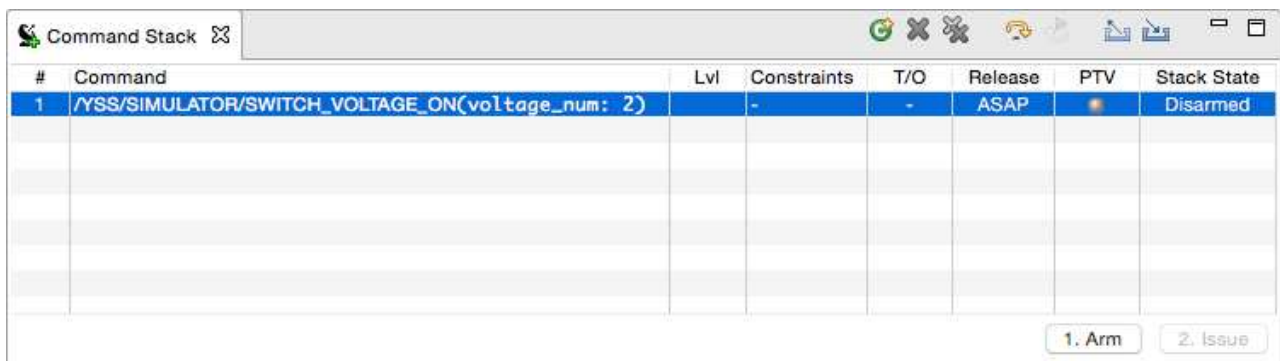 Command Stack
# Command Lvl Constraints T/O Release PTV Stack State
1 /YSS/SIMULATOR/SWITCH_VOLTAGE_ON(voltage_num: 2) - - ASAP Disarmed
1. Arm 2. Issue